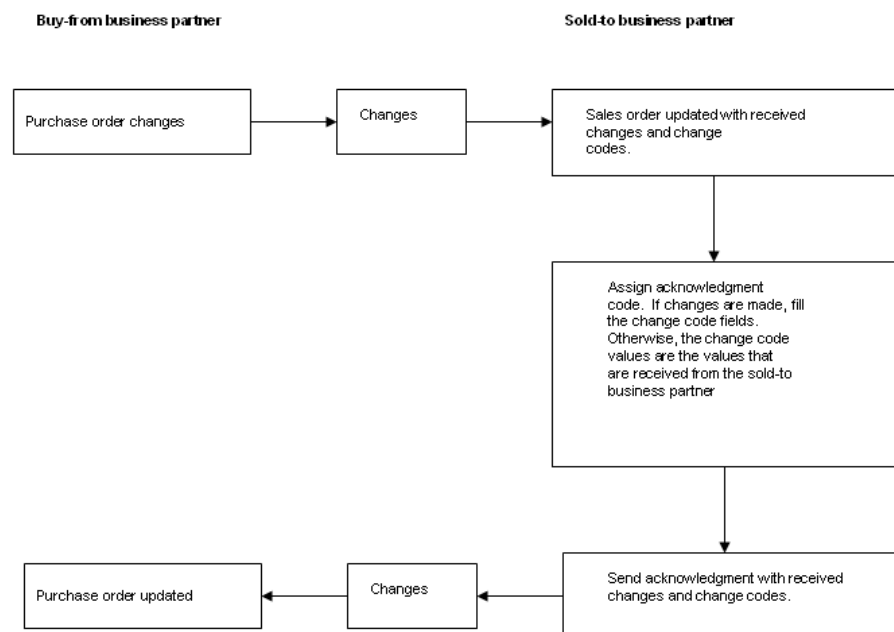 Buy-from business partner
Sold-to business partner
Purchase order changes
Changes
Sales order updated with received
changes and change
codes.
Assign acknowledgment
code. If changes are made, fill
the change code fields.
Otherwise, the change code
values are the values that
are received from the sold-to
business partner
Purchase order updated
Changes
Send acknowledgment with received
changes and change codes.